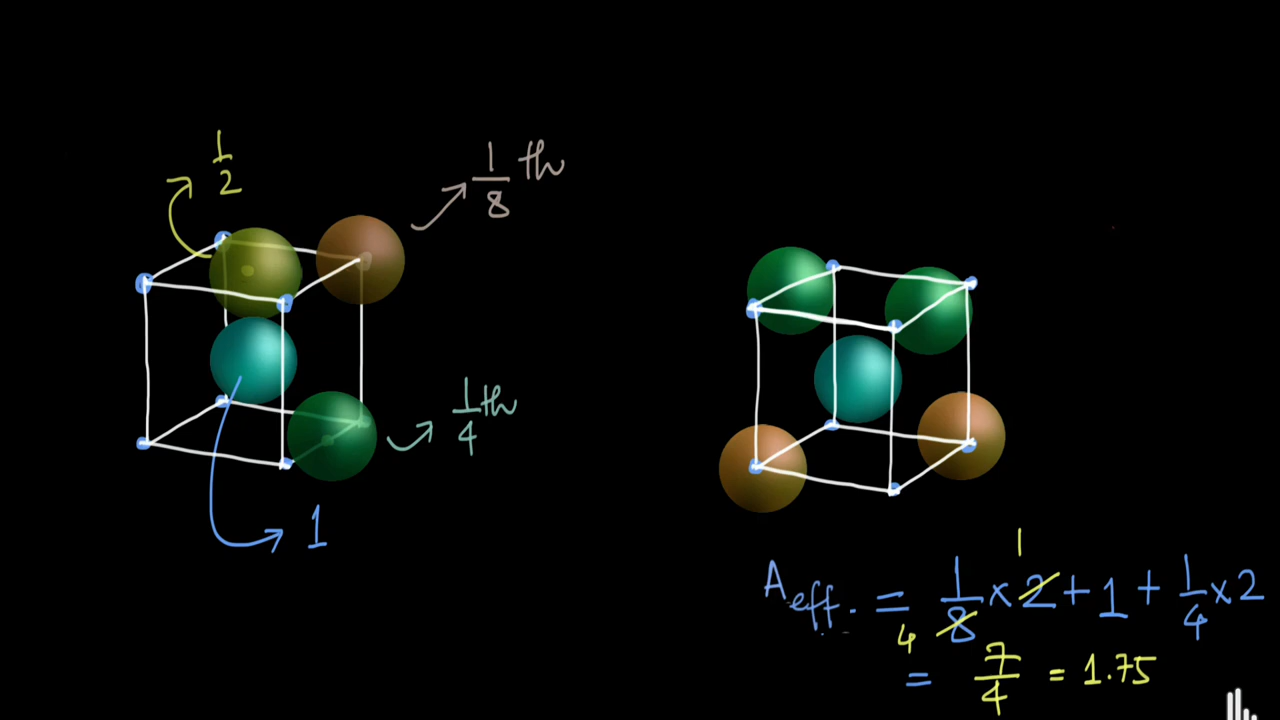 1/2
1/8 th
1/4 th
1
A eff. = 1/8 × 2 + 1 + 1/4 × 2
1
4
= 7/4 = 1.75